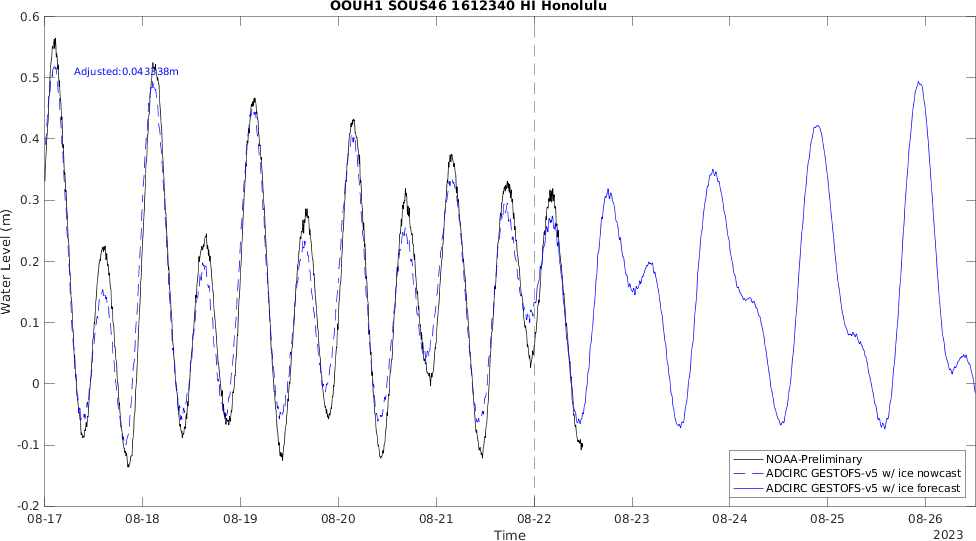 OOUH1 SOUS46 1612340 HI Honolulu
0.6
0.5
0.4
0.3
0.2
0.1
0
-0.1
-0.2
Water Level (m)
Adjusted:0.043338m
NOAA-Preliminary
ADCIRC GESTOFS-v5 w/ ice nowcast
ADCIRC GESTOFS-v5 w/ ice forecast
08-17 08-18 08-19 08-20 08-21 08-22 08-23 08-24 08-25 08-26
Time
2023